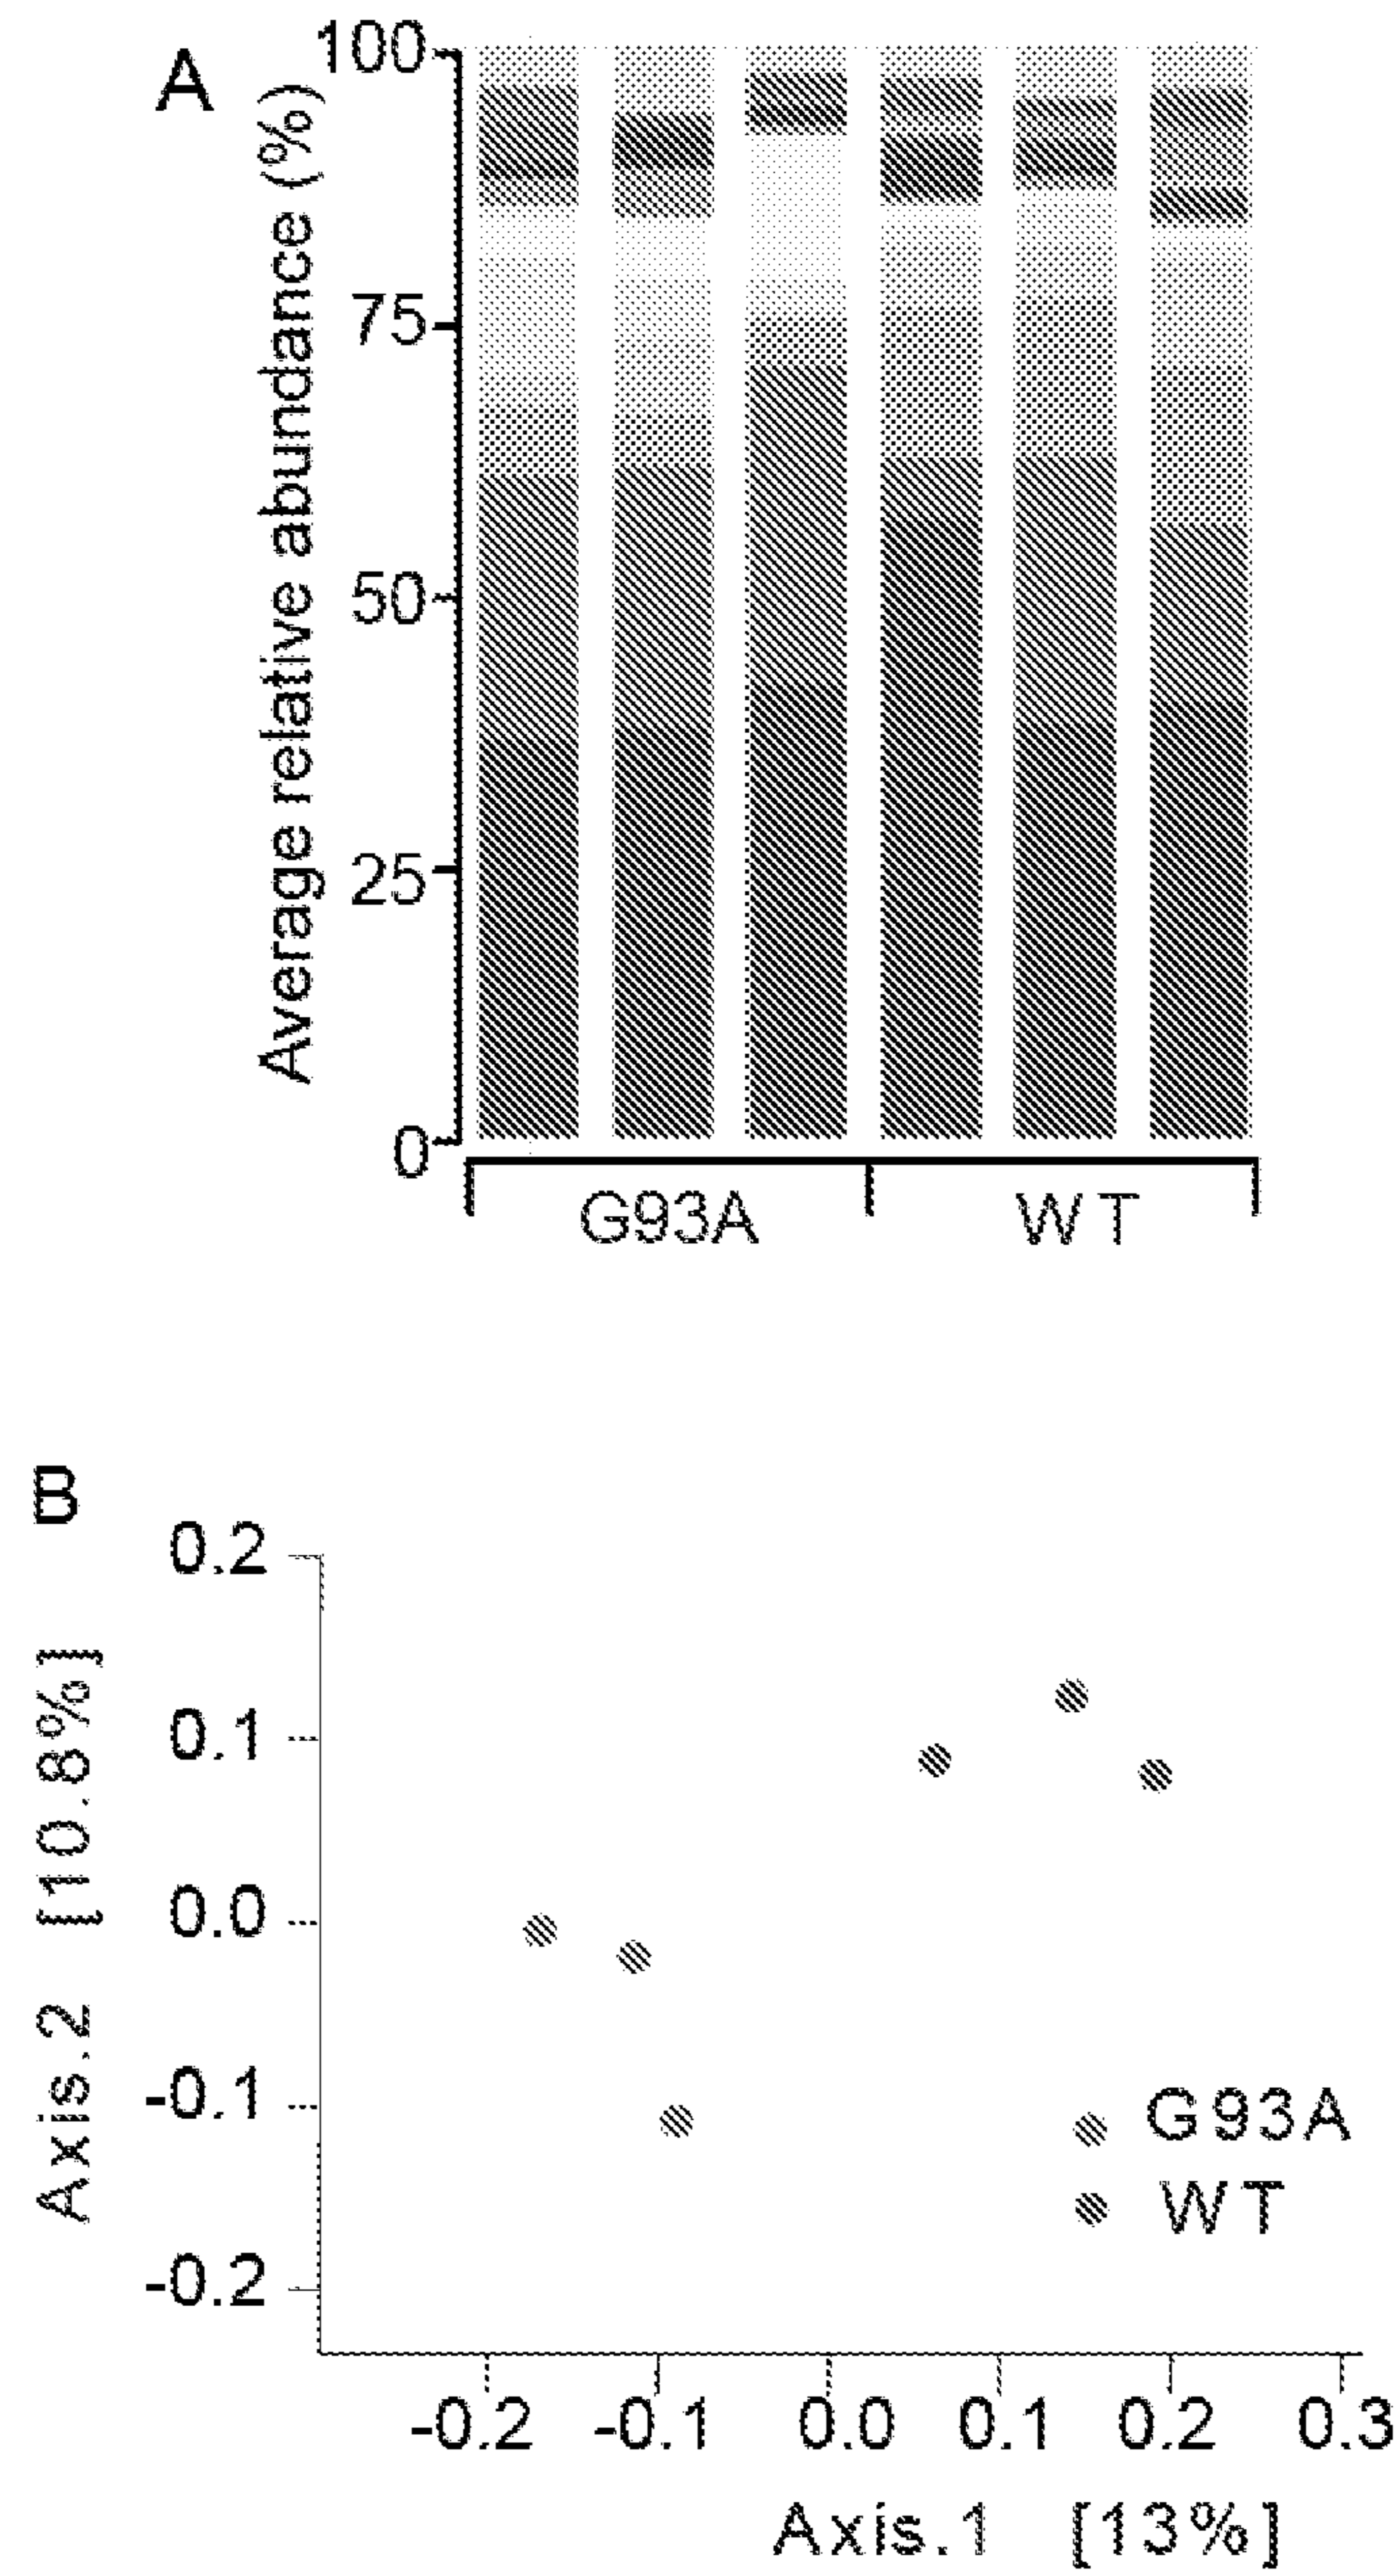 A
Average relative abundance (%)
100
75
50
25
0
G93A WT
B
Axis.2 [10.8%]
0.2
0.1
0.0
-0.1
-0.2
G93A
WT
-0.2 -0.1 0.0 0.1 0.2 0.3
Axis.1 [13%]